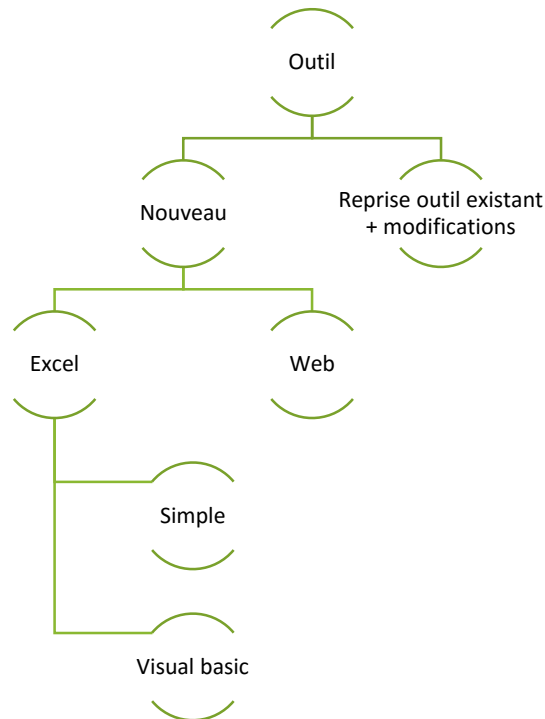 Outil
Nouveau
Reprise outil existant
+ modifications
Excel
Web
Simple
Visual basic